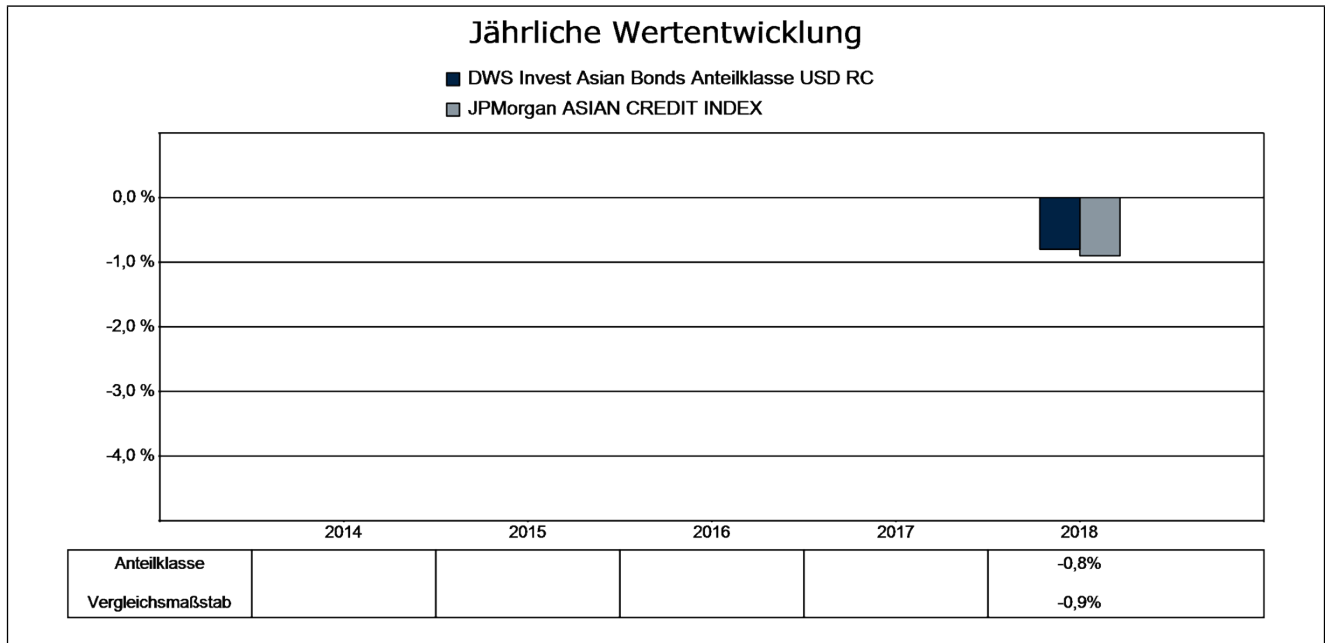 Jährliche Wertentwicklung
DWS Invest Asian Bonds Anteilklasse USD RC
JPMorgan ASIAN CREDIT INDEX
0,0 %
-1,0 %
-2,0 %
-3,0 %
-4,0 %
2014 2015 2016 2017 2018
Anteilklasse -0,8%
Vergleichsmaßstab -0,9%